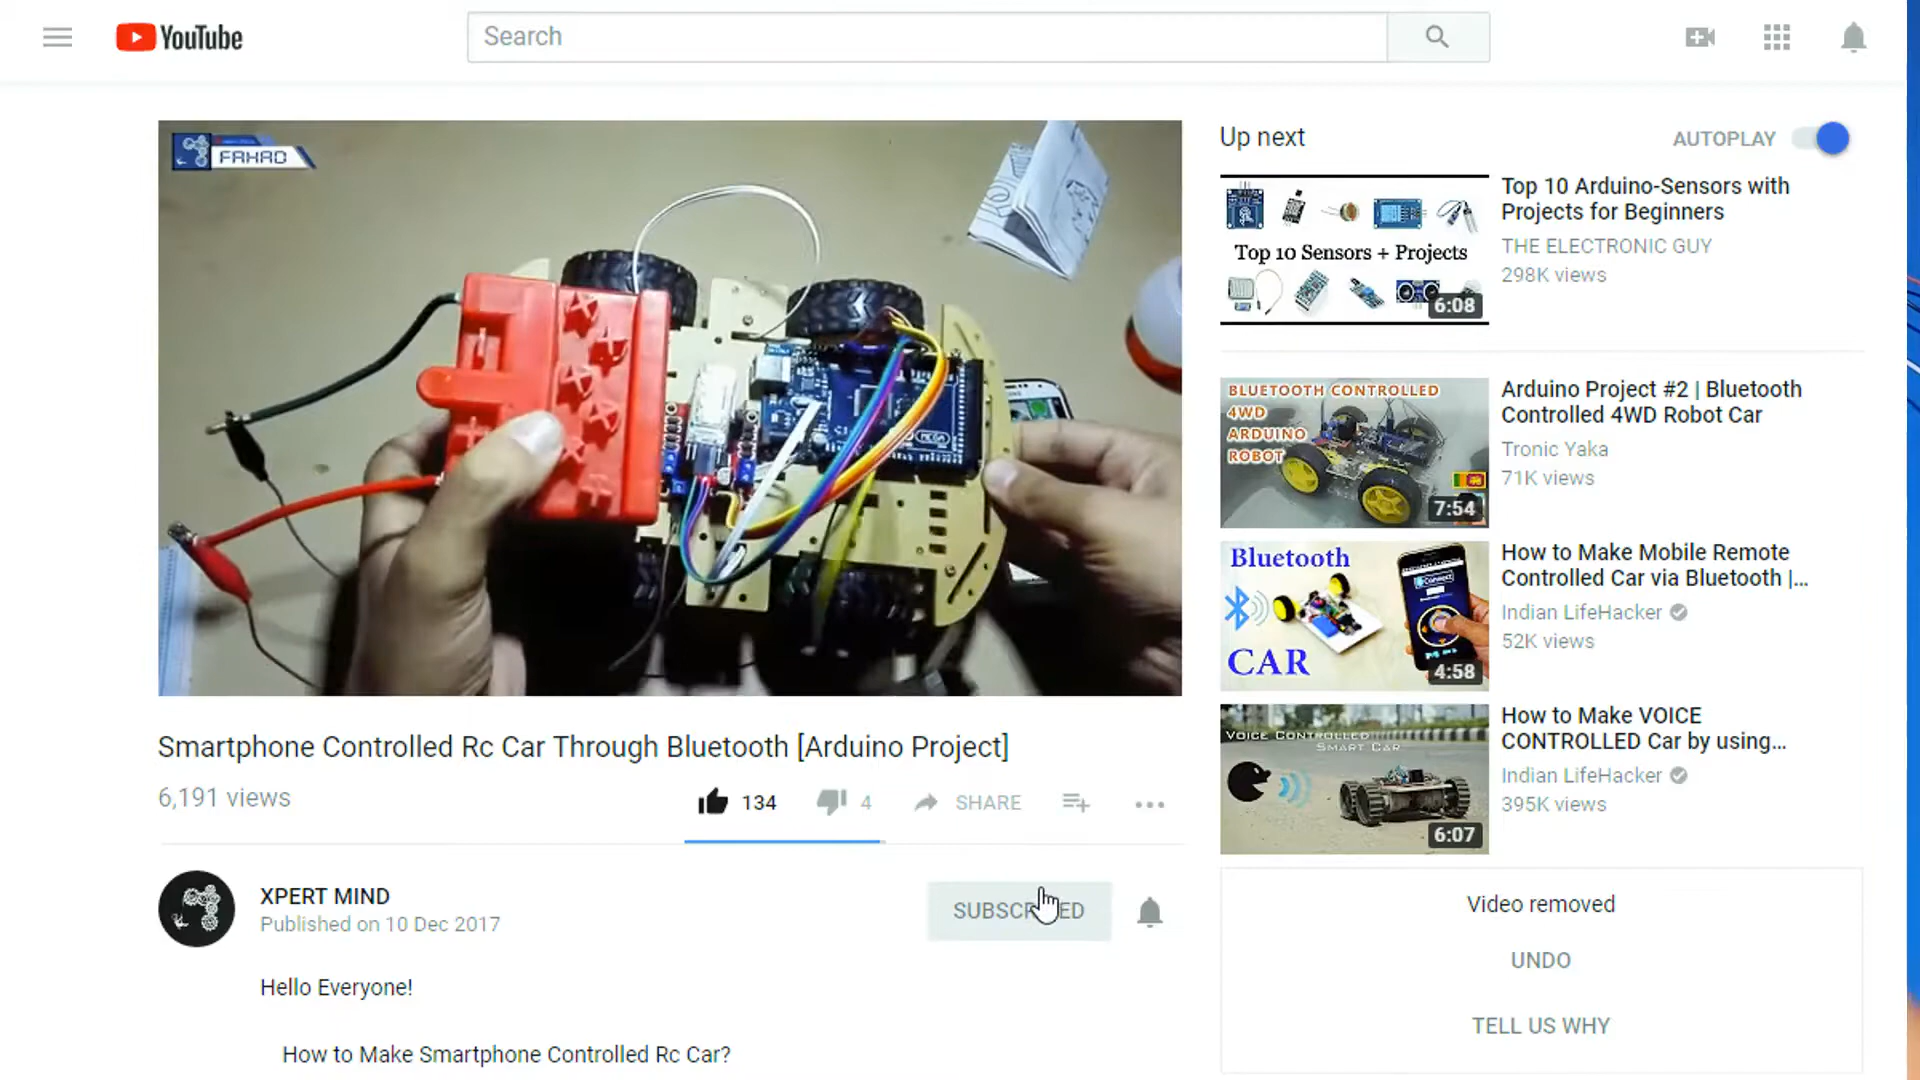 YouTube
Search
FAHAD
MEGA
Smartphone Controlled Rc Car Through Bluetooth [Arduino Project]
6,191 views
134
4
SHARE
XPERT MIND
Published on 10 Dec 2017
Hello Everyone!
How to Make Smartphone Controlled Rc Car?
Up next
AUTOPLAY
Top 10 Sensors + Projects
6:08
Top 10 Arduino-Sensors with
Projects for Beginners
THE ELECTRONIC GUY
298K views
BLUETOOTH CONTROLLED
4WD
ARDUINO
ROBOT
7:54
Arduino Project #2 | Bluetooth
Controlled 4WD Robot Car
Tronic Yaka
71K views
Bluetooth
CAR
4:58
How to Make Mobile Remote
Controlled Car via Bluetooth |...
Indian LifeHacker
52K views
VOICE CONTROLLED
SMART CAR
6:07
How to Make VOICE
CONTROLLED Car by using...
Indian LifeHacker
395K views
Video removed
UNDO
TELL US WHY